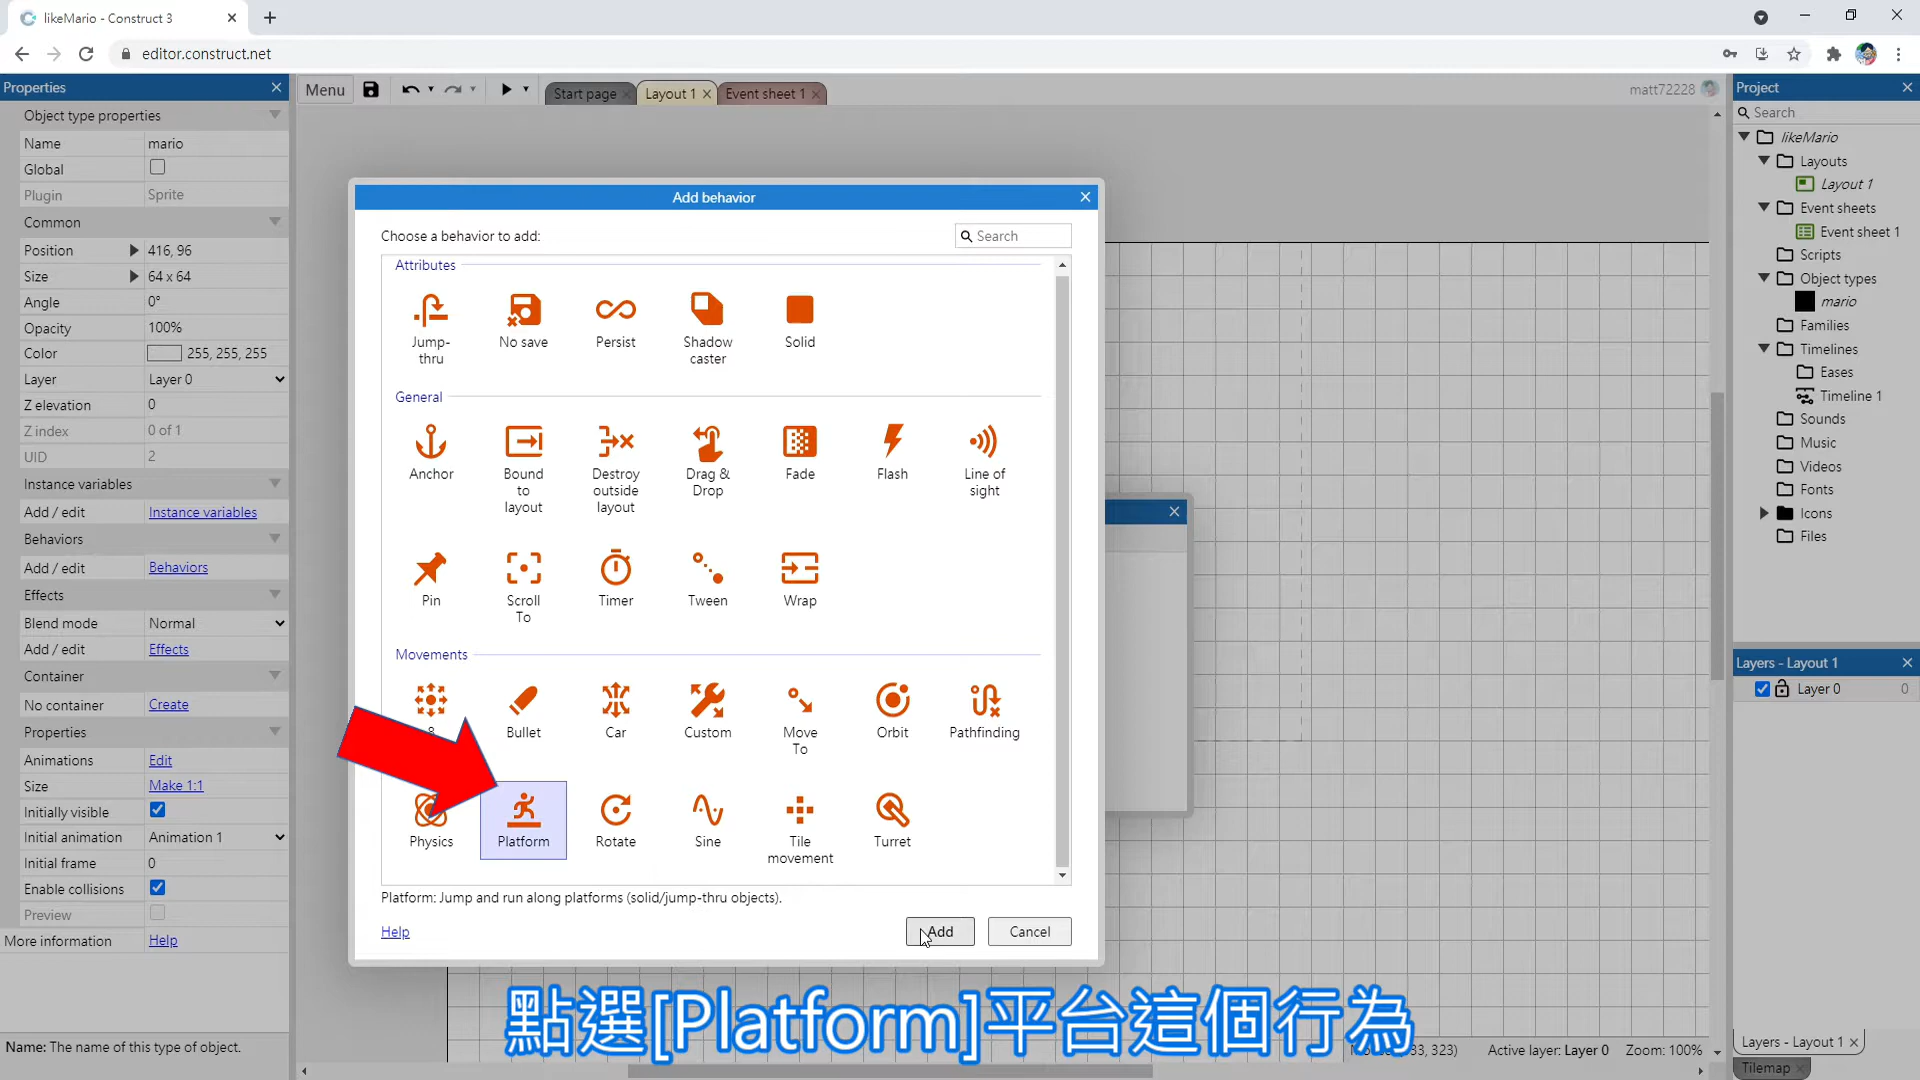 likeMario - Construct 3
editor.construct.net
Properties
Object type properties
Name mario
Global
Plugin Sprite
Common
Position 416, 96
Size 64 x 64
Angle 0°
Opacity 100%
Color 255, 255, 255
Layer Layer 0
Z elevation 0
Z index 0 of 1
UID 2
Instance variables
Add / edit Instance variables
Behaviors
Add / edit Behaviors
Effects
Blend mode Normal
Add / edit Effects
Container
No container Create
Properties
Animations Edit
Size Make 1:1
Initially visible
Initial animation Animation 1
Initial frame 0
Enable collisions
Preview
More information Help
Name: The name of this type of object.
Menu
Start page
Layout 1
Event sheet 1
matt72228
Add behavior
Choose a behavior to add:
Search
Attributes
Jump-thru
No save
Persist
Shadow caster
Solid
General
Anchor
Bound to layout
Destroy outside layout
Drag & Drop
Fade
Flash
Line of sight
Pin
Scroll To
Timer
Tween
Wrap
Movements
Bullet
Car
Custom
Move To
Orbit
Pathfinding
Physics
Platform
Rotate
Sine
Tile movement
Turret
Platform: Jump and run along platforms (solid/jump-thru objects).
Help
Add
Cancel
點選[Platform]平台這個行為
33, 323)
Active layer: Layer 0
Zoom: 100%
Project
Search
likeMario
Layouts
Layout 1
Event sheets
Event sheet 1
Scripts
Object types
mario
Families
Timelines
Eases
Timeline 1
Sounds
Music
Videos
Fonts
Icons
Files
Layers - Layout 1
Layer 0 0
Layers - Layout 1
Tilemap